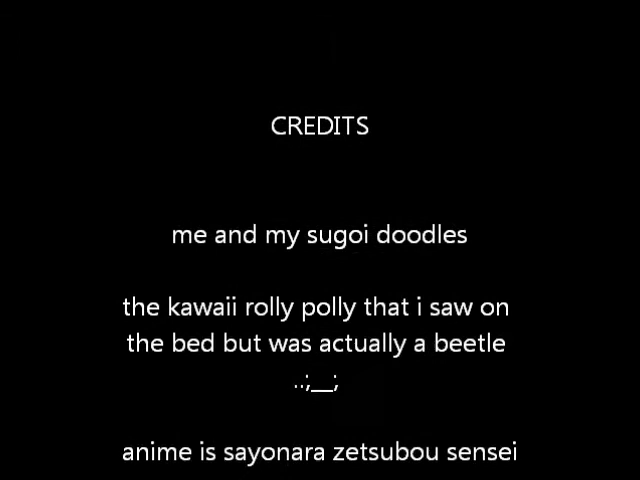 CREDITS
me and my sugoi doodles
the kawaii rolly polly that i saw on
the bed but was actually a beetle
..;__;
anime is sayonara zetsubou sensei